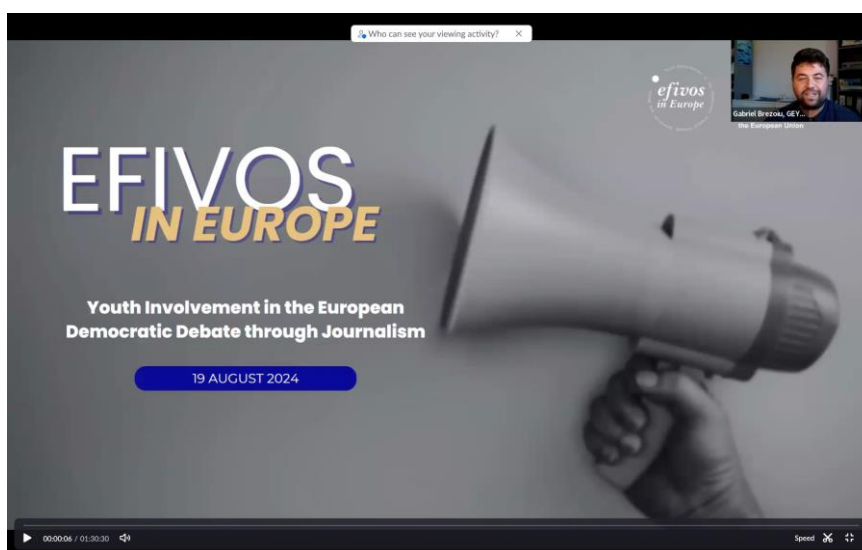 Who can see your viewing activity?
efivos
in Europe
Gabriel Brezoiu, GEY...
the European Union
EFIVOS
IN EUROPE
Youth Involvement in the European
Democratic Debate through Journalism
19 AUGUST 2024
00:00:06 / 01:30:30
Speed